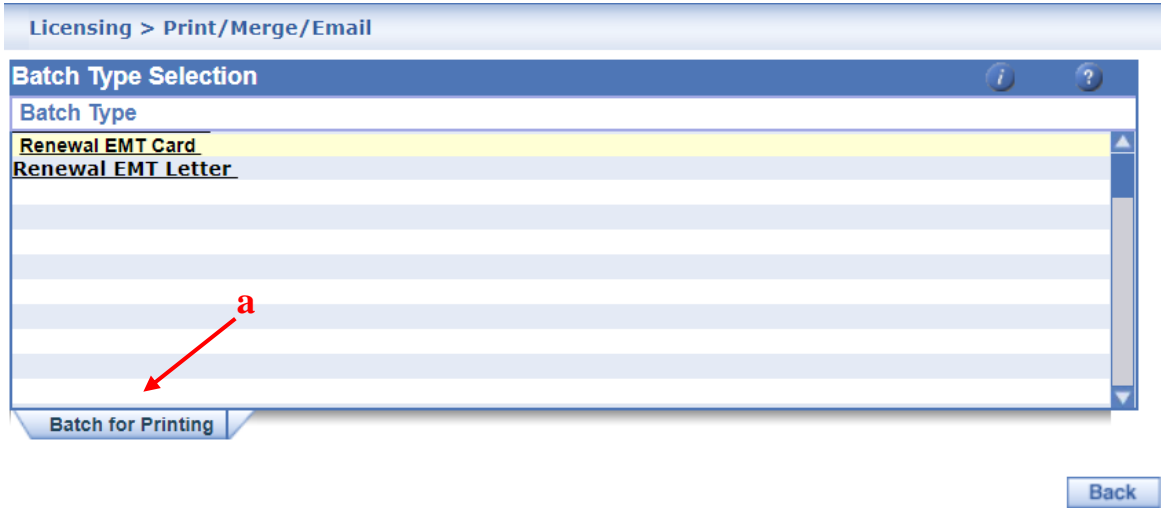 Licensing > Print/Merge/Email
Batch Type Selection i ?
Batch Type
Renewal EMT Card
Renewal EMT Letter
a
Batch for Printing
Back